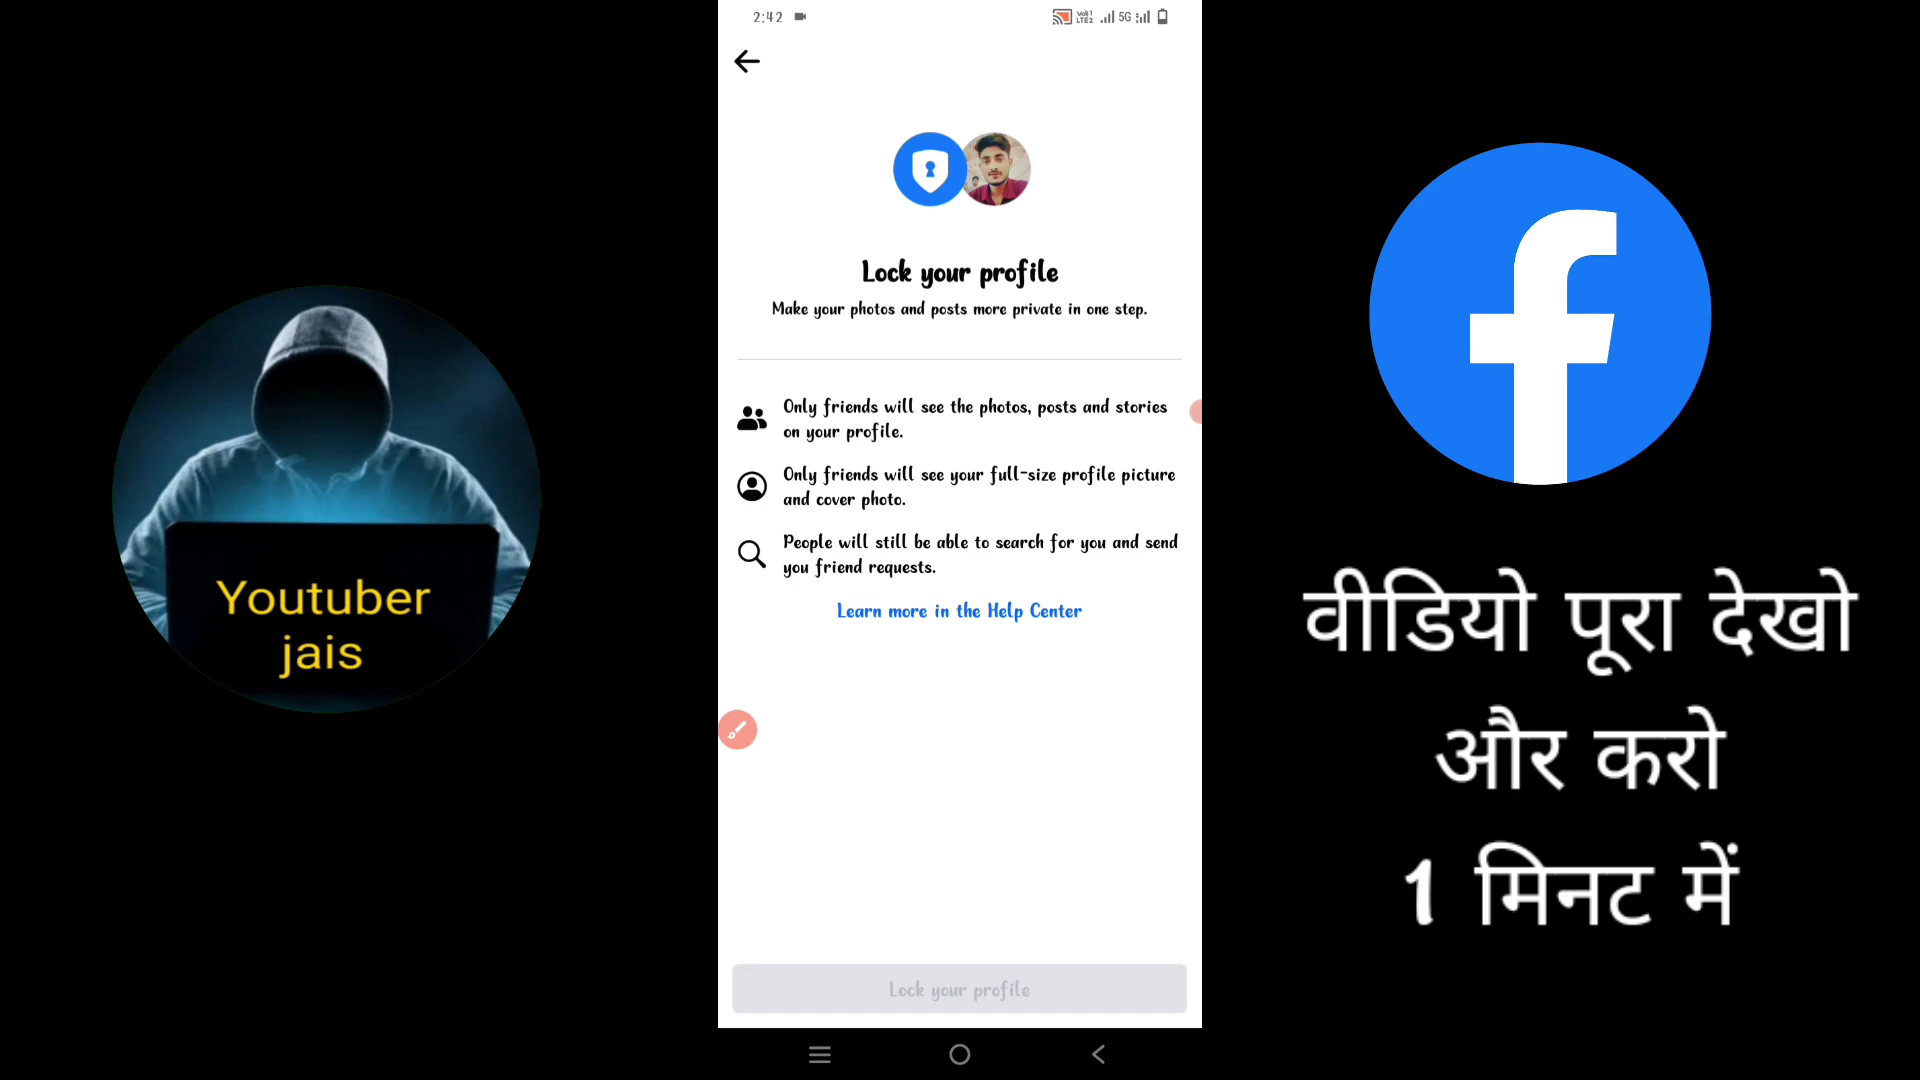 2:42
5G
Lock your profile
Make your photos and posts more private in one step.
Only friends will see the photos, posts and stories
on your profile.
Only friends will see your full-size profile picture
and cover photo.
People will still be able to search for you and send
you friend requests.
Learn more in the Help Center
Lock your profile
Youtuber
jais
वीडियो पूरा देखो
और करो
1 मिनट में